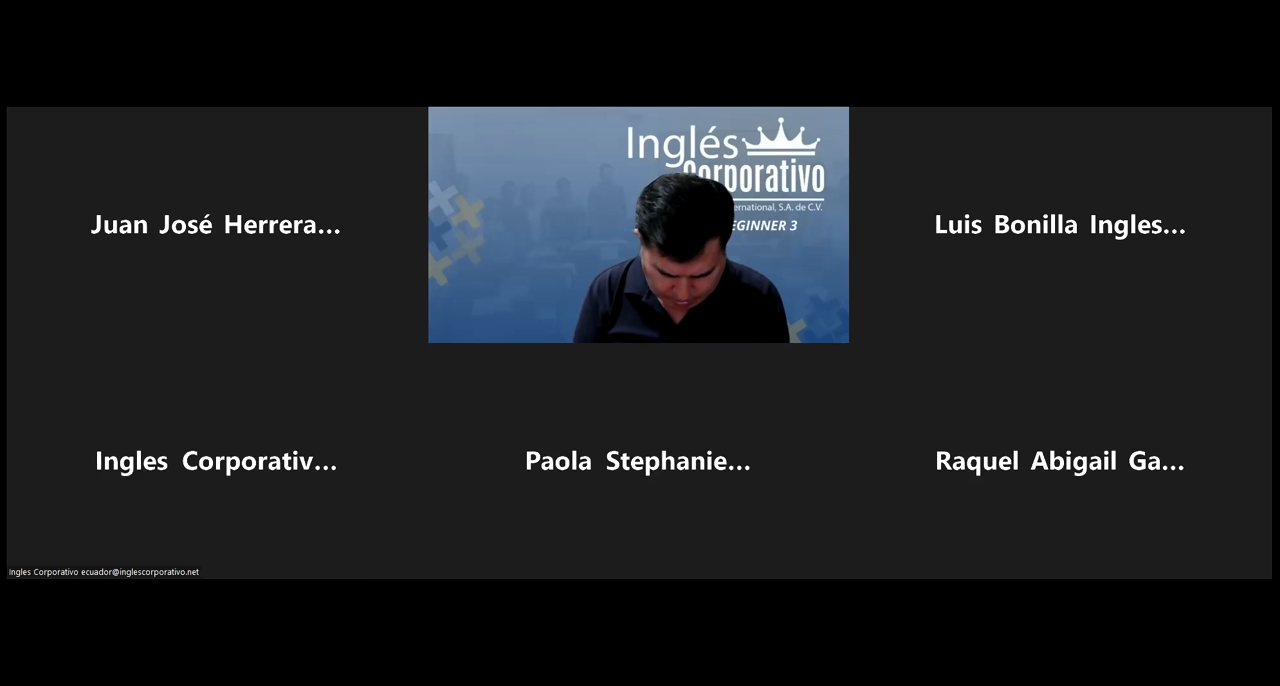 Juan José Herrera...
Inglés
Corporativo
ernational, S.A. de C.V.
EGINNER 3
Luis Bonilla Ingles...
Ingles Corporativ...
Paola Stephanie...
Raquel Abigail Ga...
Ingles Corporativo ecuador@inglescorporativo.net